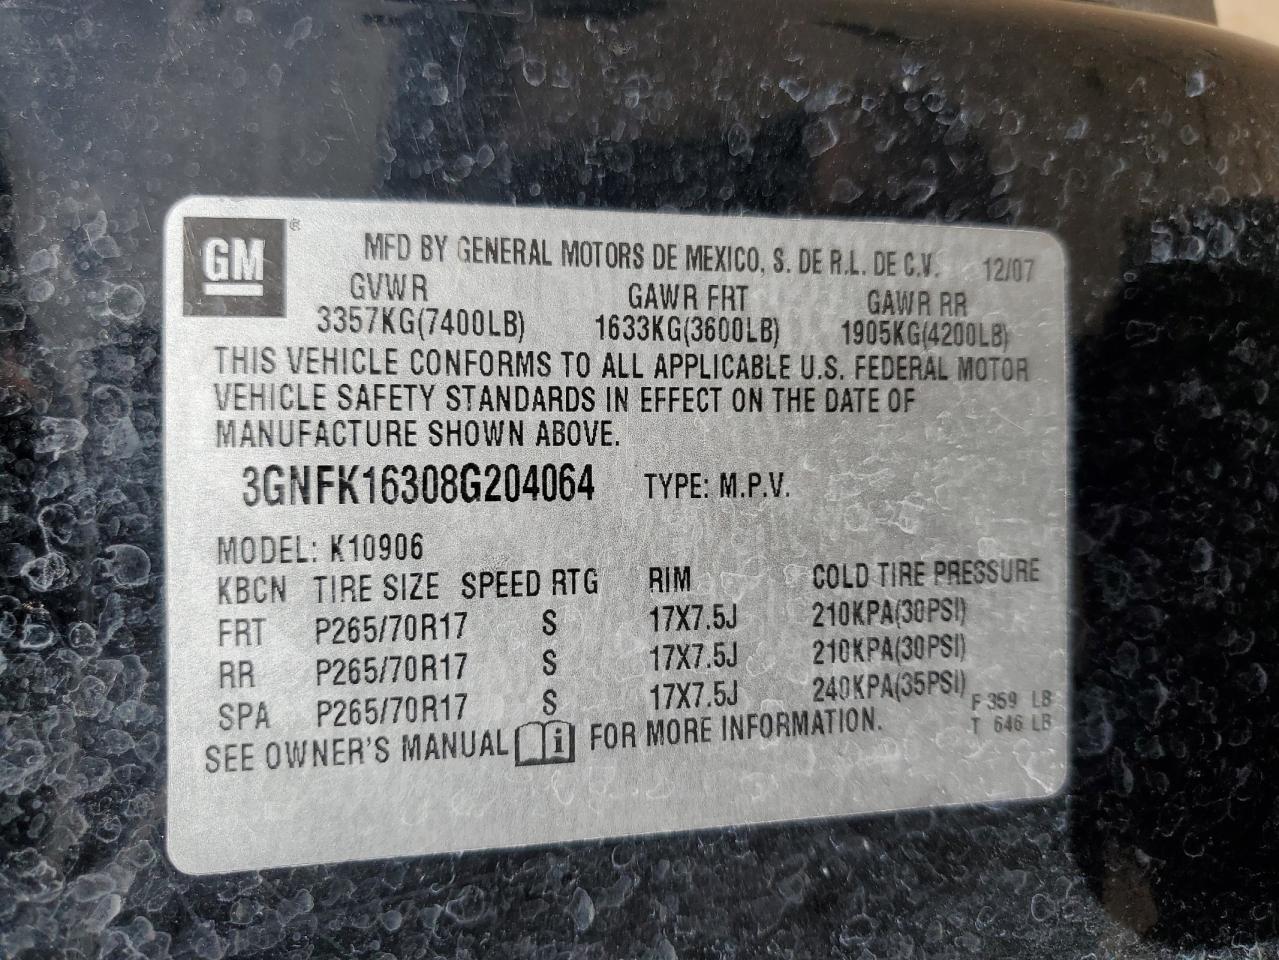 GM ®
MFD BY GENERAL MOTORS DE MEXICO, S. DE R.L. DE C.V. 12/07
GVWR GAWR FRT GAWR RR
3357KG(7400LB) 1633KG(3600LB) 1905KG(4200LB)
THIS VEHICLE CONFORMS TO ALL APPLICABLE U.S. FEDERAL MOTOR
VEHICLE SAFETY STANDARDS IN EFFECT ON THE DATE OF
MANUFACTURE SHOWN ABOVE.
3GNFK16308G204064 TYPE: M.P.V.
MODEL: K10906
KBCN TIRE SIZE SPEED RTG RIM COLD TIRE PRESSURE
FRT P265/70R17 S 17X7.5J 210KPA(30PSI)
RR P265/70R17 S 17X7.5J 210KPA(30PSI)
SPA P265/70R17 S 17X7.5J 240KPA(35PSI) F 359 LB
T 646 LB
SEE OWNER'S MANUAL i FOR MORE INFORMATION.